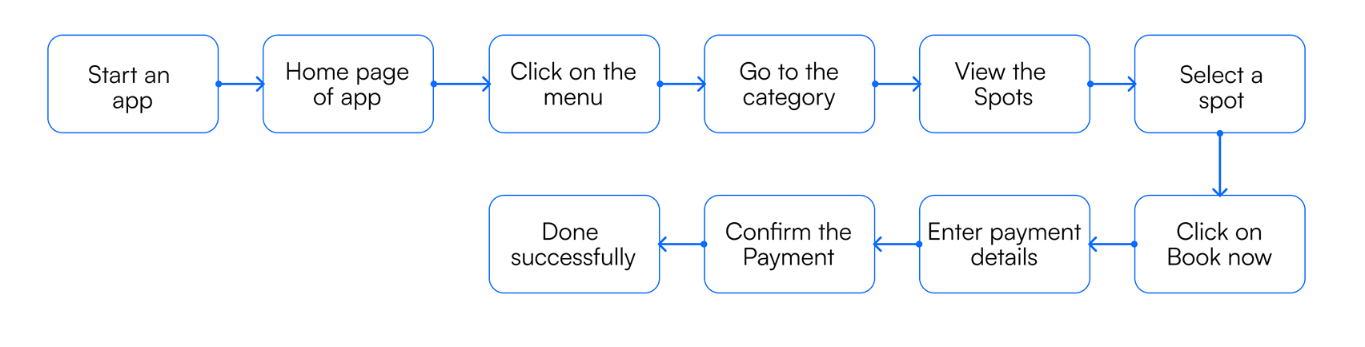 Start an
app
Home page
of app
Click on the
menu
Go to the
category
View the
Spots
Select a
spot
Click on
Book now
Enter payment
details
Confirm the
Payment
Done
successfully